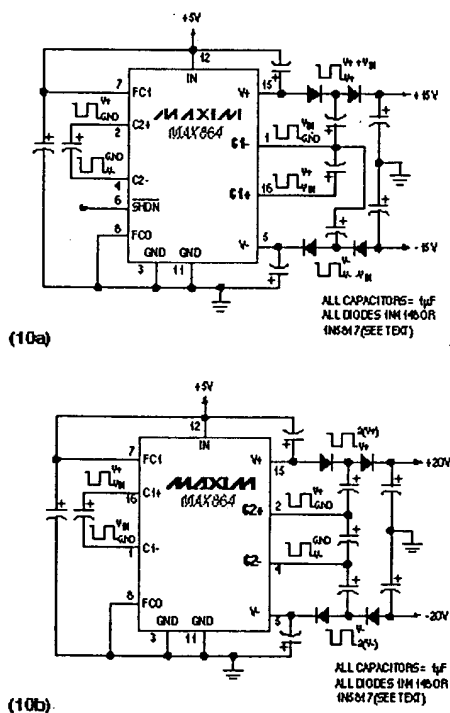 +5V
12
IN
7
FC1
V+
15
V+
GND
2
C2+
MAXIM
MAX864
GND
V-
4
C2-
6
SHDN
8
FC0
GND
GND
3
11
V++VIN
V+
+15V
1
C1-
VIN
GND
16
C1+
V+
VIN
V-
5
V-
V- -VIN
-15V
ALL CAPACITORS = 1µF
ALL DIODES 1N4148 OR
1N5817 (SEE TEXT)
(10a)
+5V
12
IN
7
FC1
V+
15
2(V+)
V+
+20V
V+
VIN
16
C1+
MAXIM
MAX864
C2+
2
V+
GND
VIN
GND
1
C1-
C2-
4
GND
V-
8
FC0
GND
GND
3
11
V-
5
V-
2(V-)
-20V
ALL CAPACITORS = 1µF
ALL DIODES 1N4148 OR
1N5817 (SEE TEXT)
(10b)